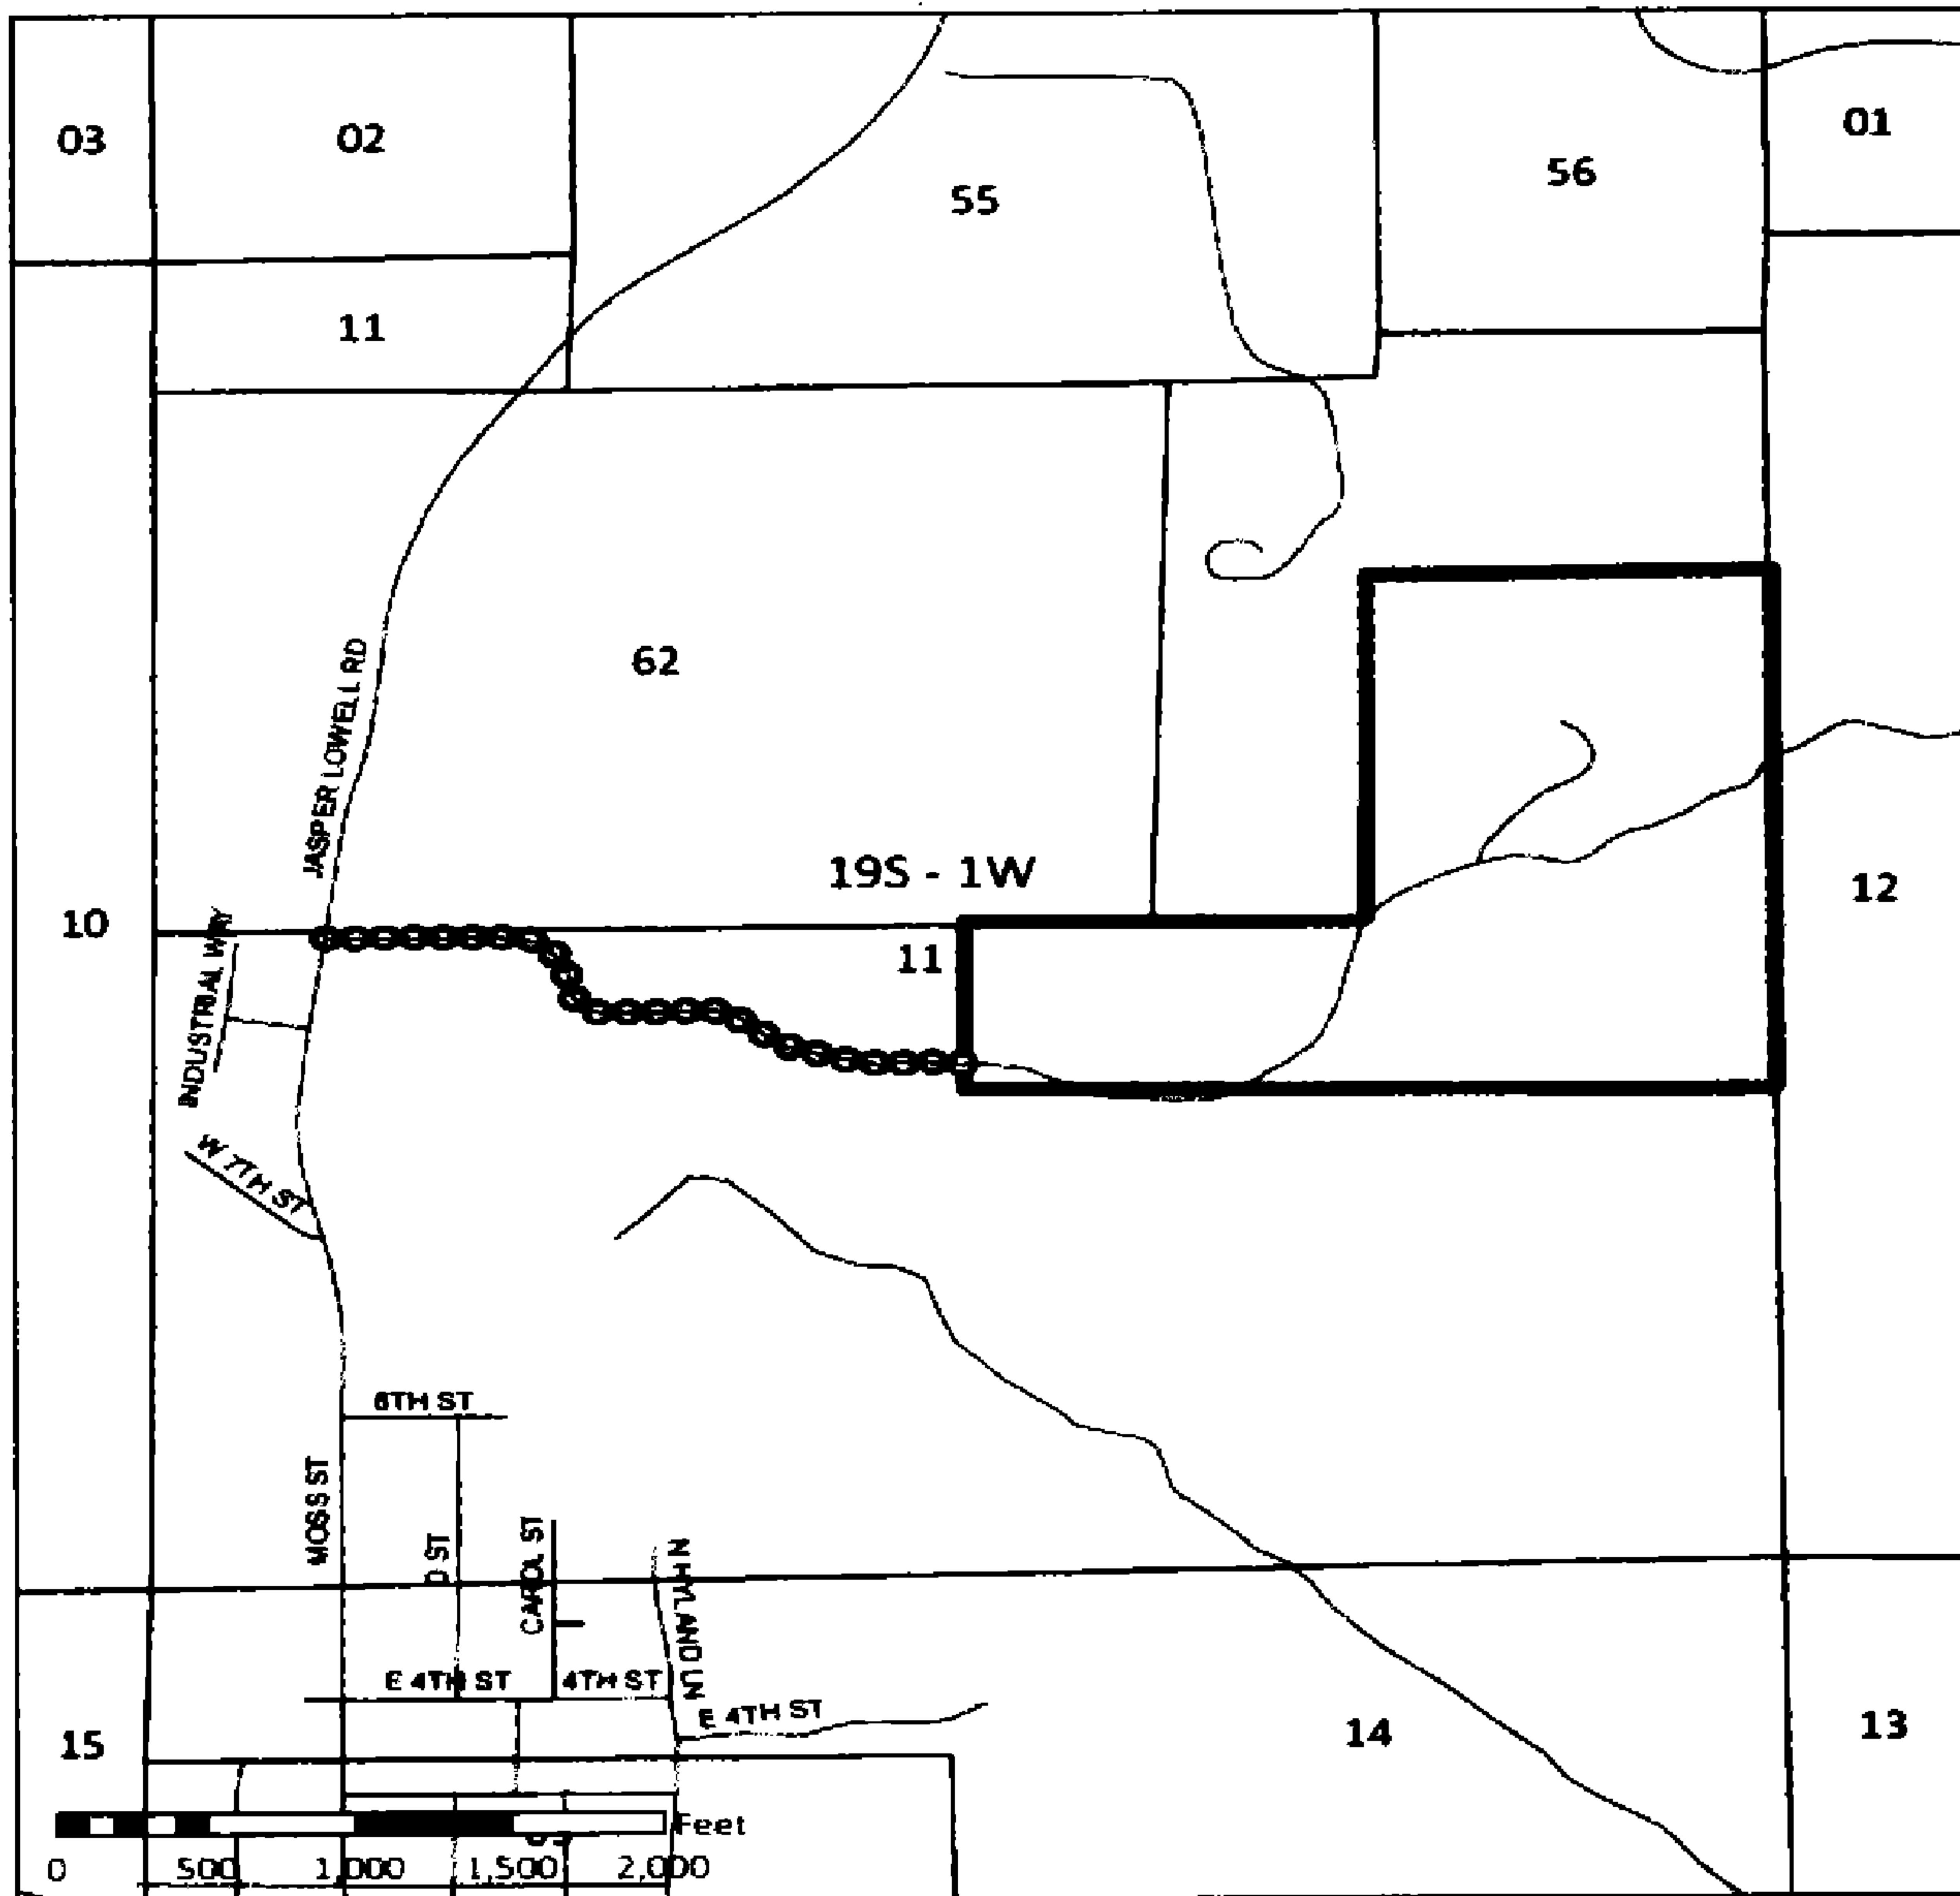 03
02
01
55
56
11
62
JASPER LOWELL RD
19S - 1W
10
12
11
INDUSTRIAL WAY
W 7TH ST
6TH ST
MOSS ST
D ST
CAROL ST
N HYLAND LN
E 4TH ST
4TH ST
E 4TH ST
15
14
13
Feet
0 500 1,000 1,500 2,000